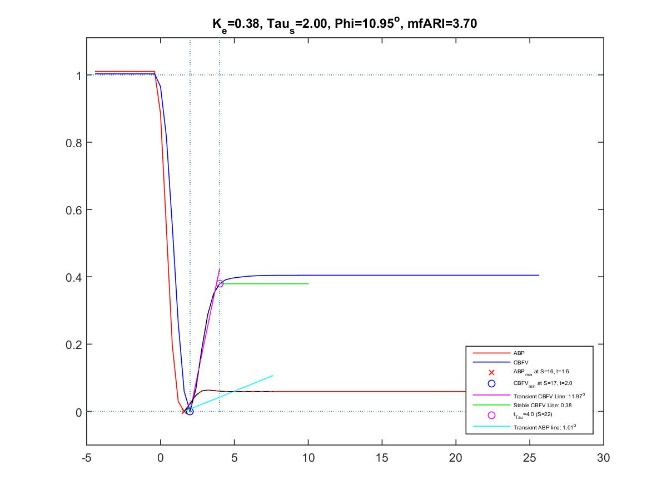 K_e=0.38, Tau_s=2.00, Phi=10.95°, mfARI=3.70
1
0.8
0.6
0.4
0.2
0
-5 0 5 10 15 20 25 30
ABP
CBFV
ABP_min at S=16, t=1.6
CBFV_min at S=17, t=2.0
Transient CBFV Line: 11.97°
Stable CBFV Line: 0.38
t_Tau=4.0 (S=22)
Transient ABP line: 1.01°